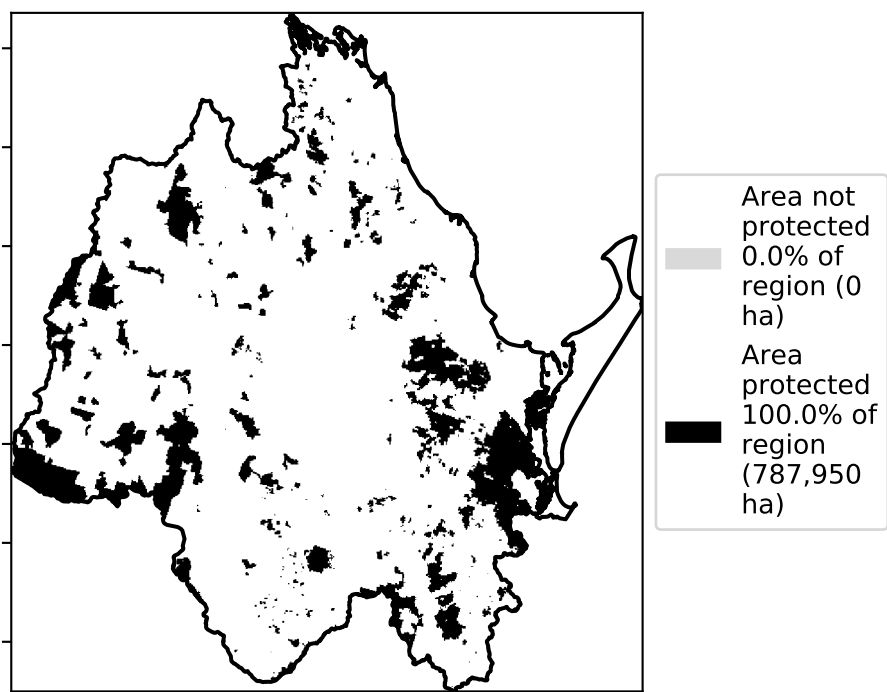 Area not
protected
0.0% of
region (0
ha)
Area
protected
100.0% of
region
(787,950
ha)